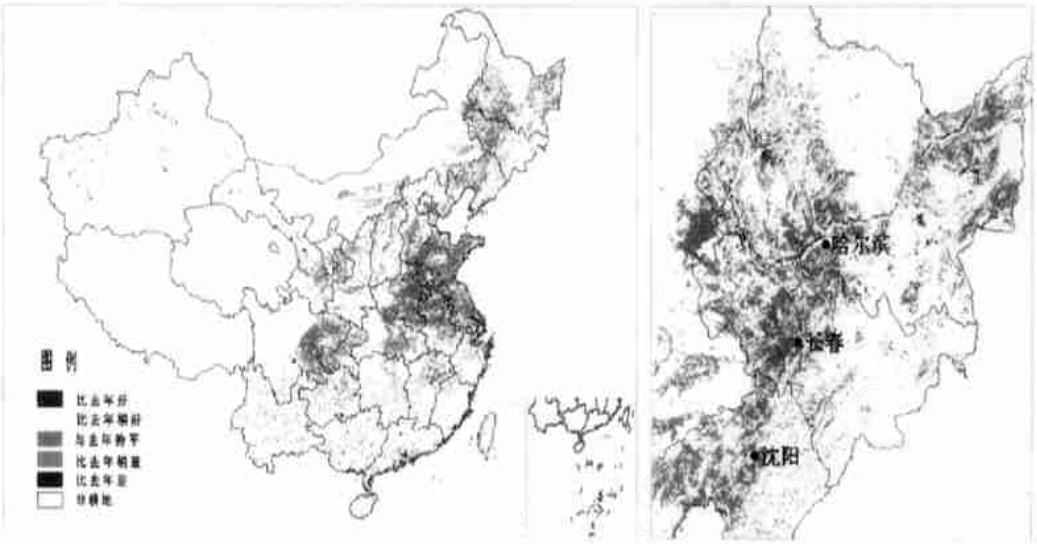 图 例
比去年好
比去年稍好
与去年持平
比去年稍差
比去年差
非耕地
哈尔滨
长春
沈阳